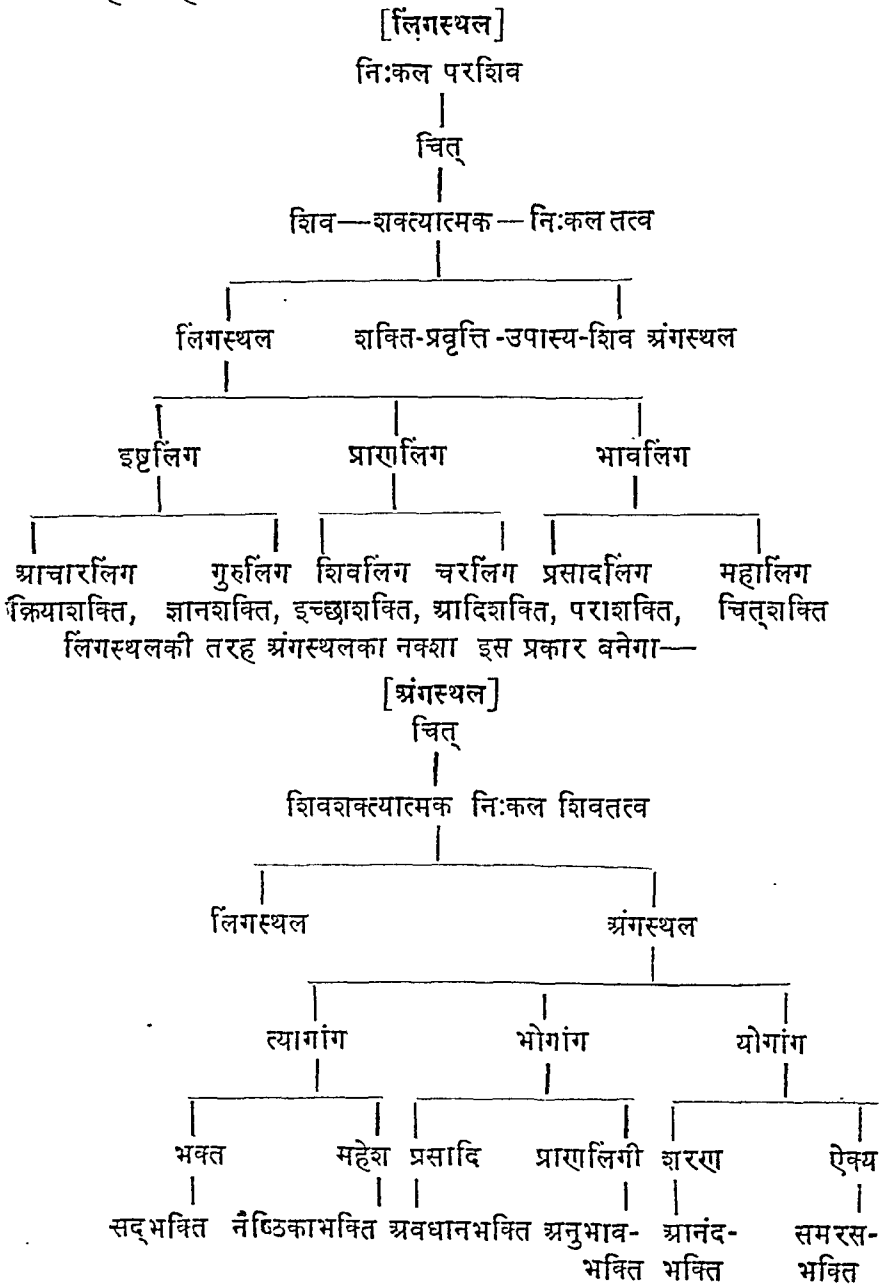 [लिंगस्थल]
नि:कल परशिव
चित्
शिव—शक्त्यात्मक—नि:कल तत्व
लिंगस्थल शक्ति-प्रवृत्ति-उपास्य-शिव अंगस्थल
इष्टलिंग प्राणलिंग भावलिंग
आचारलिंग गुरुलिंग शिवलिंग चरलिंग प्रसादलिंग महालिंग
क्रियाशक्ति, ज्ञानशक्ति, इच्छाशक्ति, आदिशक्ति, पराशक्ति, चित्शक्ति
लिंगस्थलकी तरह अंगस्थलका नक्शा इस प्रकार बनेगा—
[अंगस्थल]
चित्
शिवशक्त्यात्मक नि:कल शिवतत्व
लिंगस्थल अंगस्थल
त्यागांग भोगांग योगांग
भक्त महेश प्रसादि प्राणलिंगी शरण ऐक्य
सद्भक्ति नैष्ठिकाभक्ति अवधानभक्ति अनुभाव- आनंद- समरस-
भक्ति भक्ति भक्ति